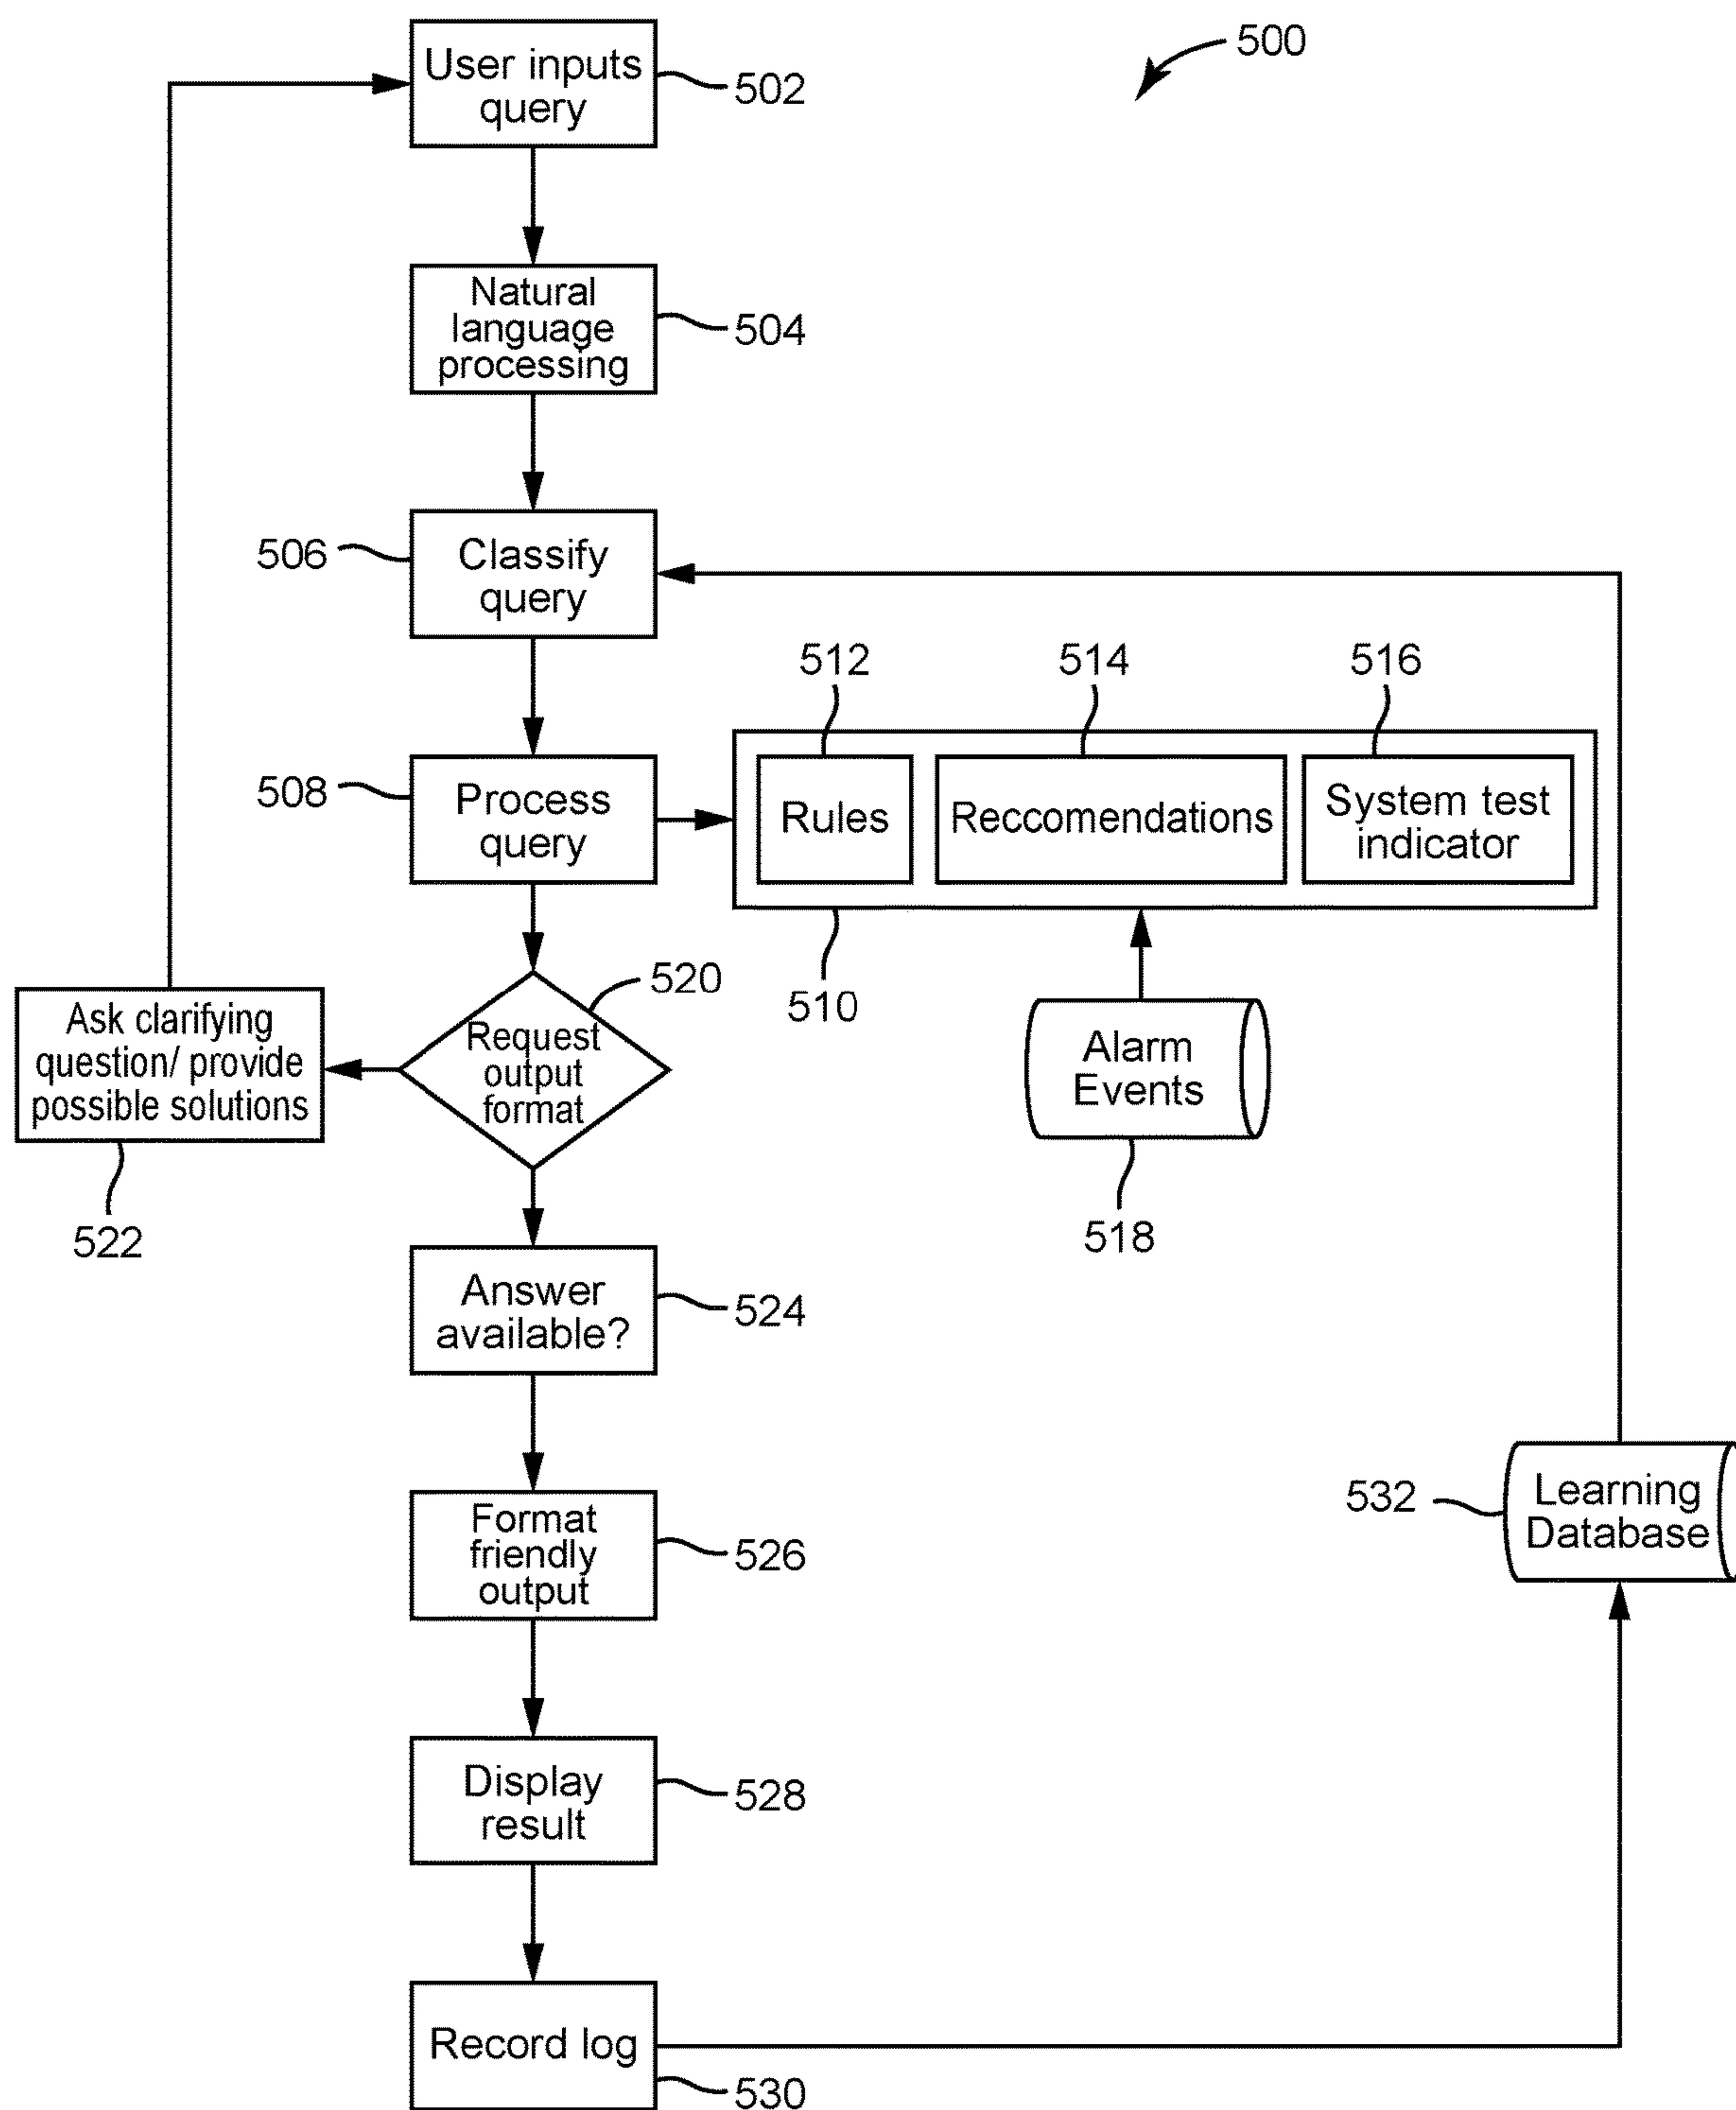 500
User inputs
query
502
Natural
language
processing
504
506
Classify
query
512
514
516
508
Process
query
Rules
Reccomendations
System test
indicator
510
520
Request
output
format
Ask clarifying
question/ provide
possible solutions
522
Alarm
Events
518
Answer
available?
524
532
Learning
Database
Format
friendly
output
526
Display
result
528
Record log
530